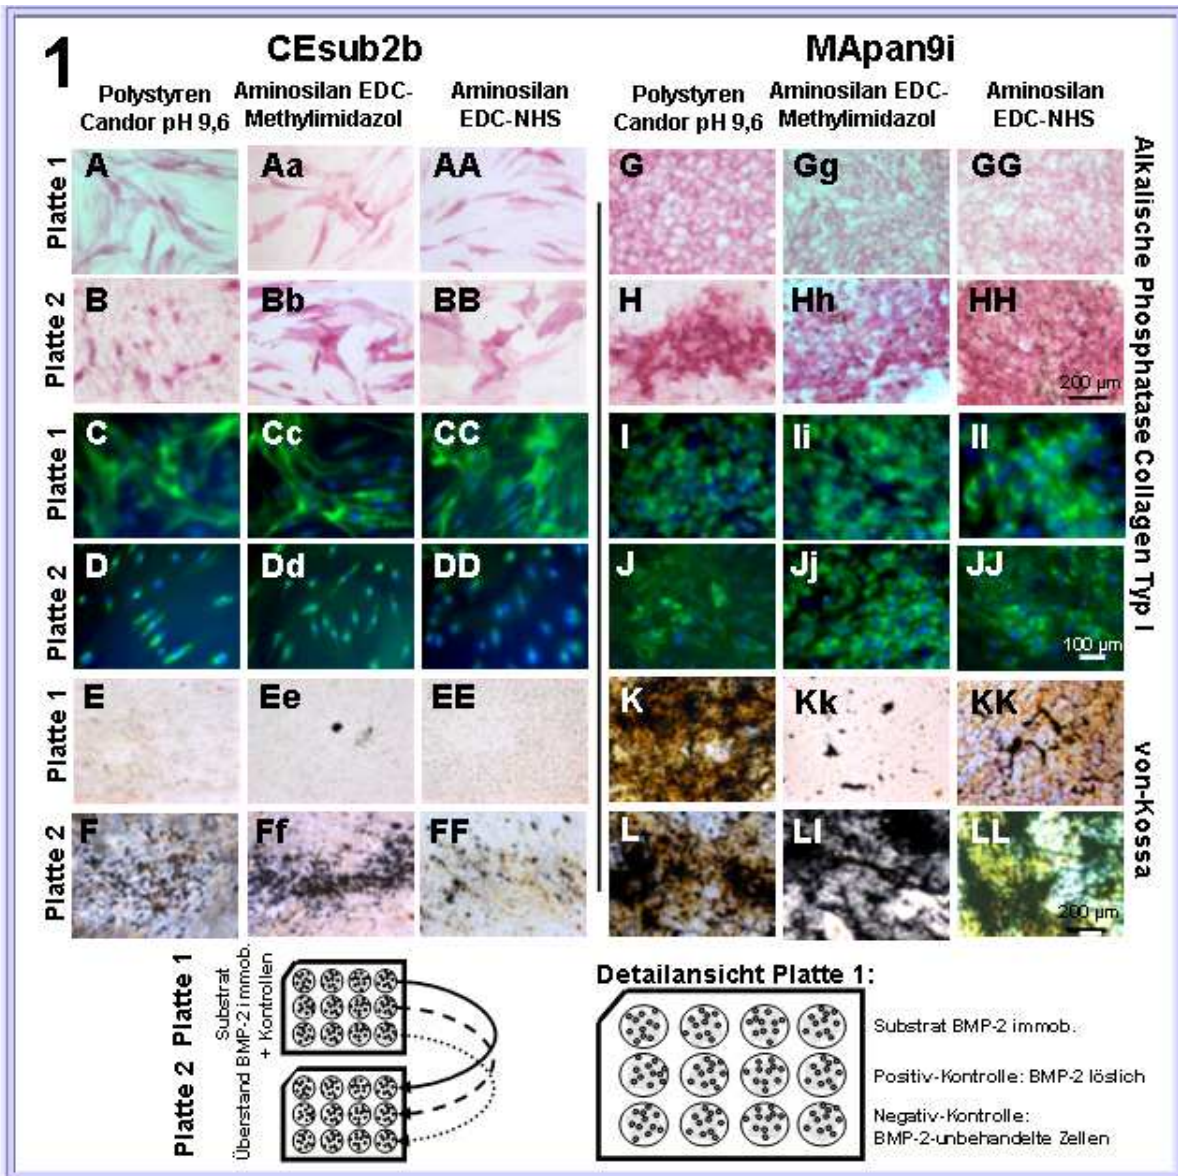 1
CEsub2b
MApan9i
Polystyren
Candor pH 9,6
Aminosilan EDC-
Methylimidazol
Aminosilan
EDC-NHS
Polystyren
Candor pH 9,6
Aminosilan EDC-
Methylimidazol
Aminosilan
EDC-NHS
Platte 1
A
Aa
AA
G
Gg
GG
Platte 2
B
Bb
BB
H
Hh
HH
200 µm
Alkalische Phosphatase
Platte 1
C
Cc
CC
I
Ii
II
Platte 2
D
Dd
DD
J
Jj
JJ
100 µm
Collagen Typ I
Platte 1
E
Ee
EE
K
Kk
KK
Platte 2
F
Ff
FF
L
Ll
LL
200 µm
von-Kossa
Platte 1
Substrat
Platte 2
Überstand BMP-2 immob.
+ Kontrollen
Detailansicht Platte 1:
Substrat BMP-2 immob.
Positiv-Kontrolle: BMP-2 löslich
Negativ-Kontrolle:
BMP-2-unbehandelte Zellen